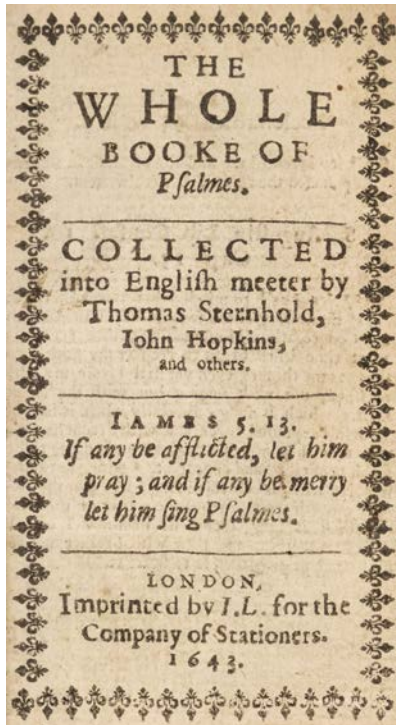 THE
WHOLE
BOOKE OF
Pſalmes.
COLLECTED
into Engliſh meeter by
Thomas Sternhold,
Iohn Hopkins,
and others.
IAMES 5. 13.
If any be afflicted, let him
pray ; and if any be merry
let him ſing Pſalmes.
LONDON,
Imprinted by I.L. for the
Company of Stationers.
1643.